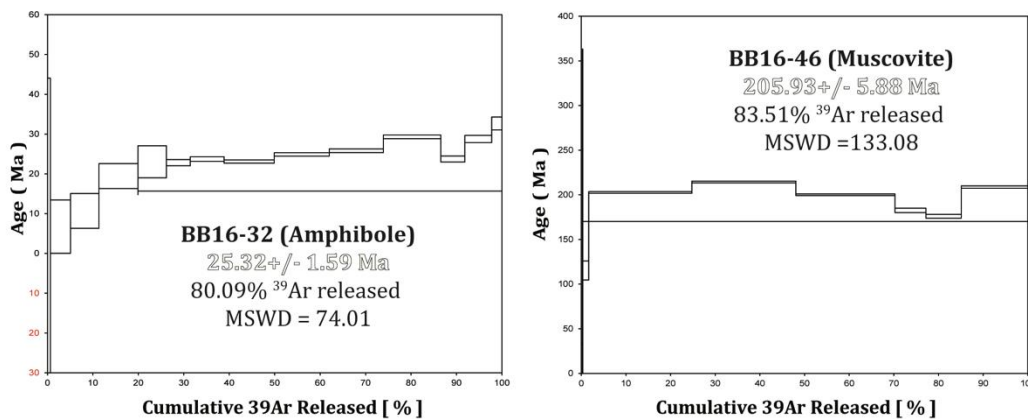 60
50
40
30
20
10
0
10
20
30
Age ( Ma )
BB16-32 (Amphibole)
25.32+/- 1.59 Ma
80.09% ³⁹Ar released
MSWD = 74.01
0 10 20 30 40 50 60 70 80 90 100
Cumulative 39Ar Released [ % ]
400
350
300
250
200
150
100
50
0
Age ( Ma )
BB16-46 (Muscovite)
205.93+/- 5.88 Ma
83.51% ³⁹Ar released
MSWD =133.08
0 10 20 30 40 50 60 70 80 90 100
Cumulative 39Ar Released [ % ]